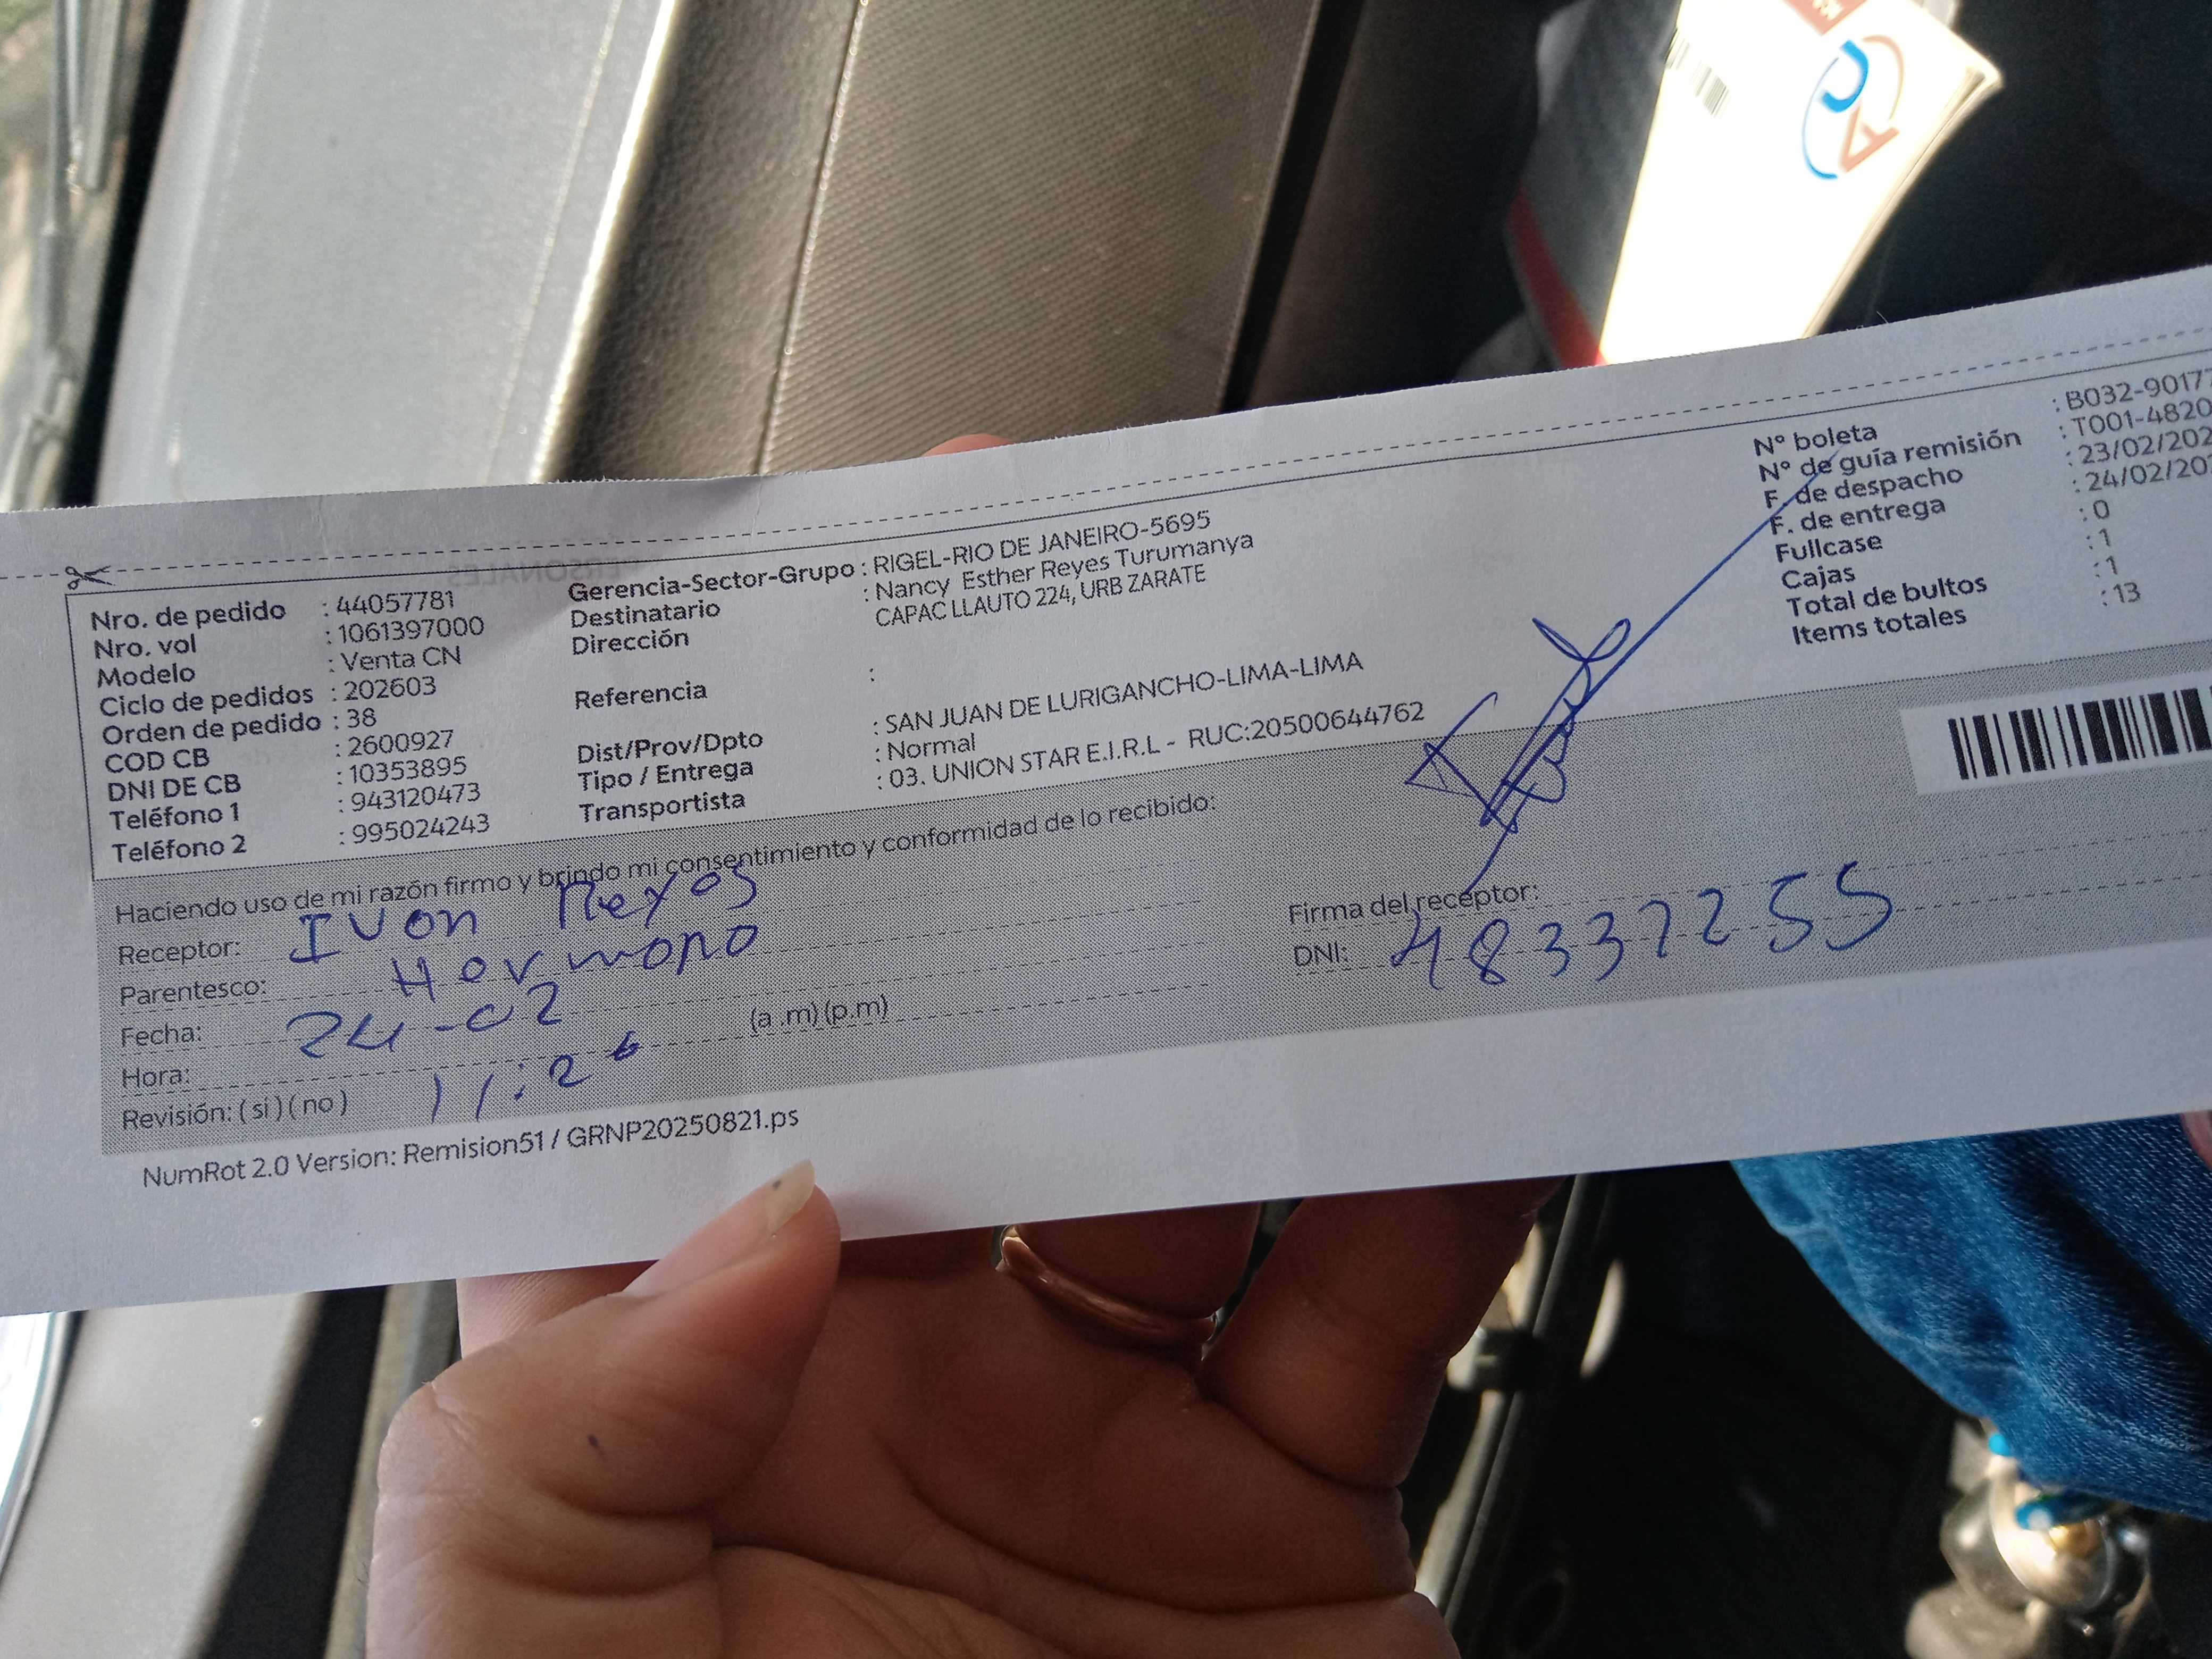 Nro. de pedido : 44057781
Nro. vol : 1061397000
Modelo : Venta CN
Ciclo de pedidos : 202603
Orden de pedido : 38
COD CB : 2600927
DNI DE CB : 10353895
Teléfono 1 : 943120473
Teléfono 2 : 995024243
Gerencia-Sector-Grupo : RIGEL-RIO DE JANEIRO-5695
Destinatario : Nancy Esther Reyes Turumanya
Dirección CAPAC LLAUTO 224, URB ZARATE
Referencia :
Dist/Prov/Dpto : SAN JUAN DE LURIGANCHO-LIMA-LIMA
Tipo / Entrega : Normal
Transportista : 03. UNION STAR E.I.R.L - RUC:20500644762
N° boleta : B032-90177
N° de guía remisión : T001-4820
F. de despacho : 23/02/202
F. de entrega : 24/02/20
Fullcase : 0
Cajas : 1
Total de bultos : 1
Items totales : 13
Haciendo uso de mi razón firmo y brindo mi consentimiento y conformidad de lo recibido:
Receptor: Ivon Reyes
Parentesco: Hermono
Fecha: 24-02
Hora: 11:26 (a .m) (p.m)
Revisión: ( si ) ( no )
Firma del receptor:
DNI: 48337255
NumRot 2.0 Version: Remision51 / GRNP20250821.ps